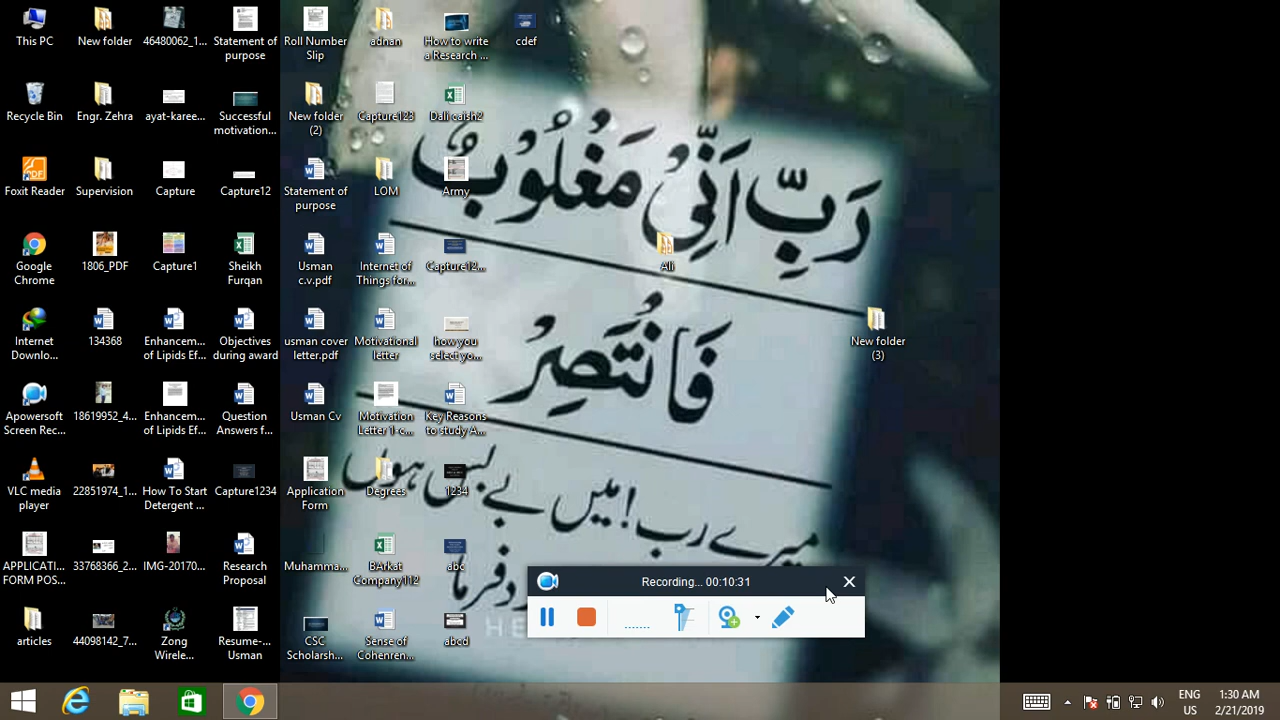 This PC
New folder
46480062_1...
Statement of
purpose
Roll Number
Slip
adnan
How to write
a Research ...
cdef
Recycle Bin
Engr. Zehra
ayat-karee...
Successful
motivation...
New folder
(2)
Capture123
Dali caish2
Foxit Reader
Supervision
Capture
Capture12
Statement of
purpose
LOM
Army
Google
Chrome
1806_PDF
Capture1
Sheikh
Furqan
Usman
c.v.pdf
Internet of
Things for...
Capture12...
Ali
Internet
Downlo...
134368
Enhancem...
of Lipids Ef...
Objectives
during award
usman cover
letter.pdf
Motivational
letter
how you
select yo...
New folder
(3)
Apowersoft
Screen Rec...
18619952_4...
Enhancem...
of Lipids Ef...
Question
Answers f...
Usman Cv
Motivation
Letter 1-c...
Key Reasons
to study A...
VLC media
player
22851974_1...
How To Start
Detergent ...
Capture1234
Application
Form
Degrees
1234
APPLICATI...
FORM POS...
33768366_2...
IMG-20170...
Research
Proposal
Muhamma...
BArkat
Company112
abc
articles
44098142_7...
Zong
Wirele...
Resume-...
Usman
CSC
Scholarsh...
Sense of
Cohenren...
abcd
رَبِّ اَنِّی مَغْلُوْبٌ
فَانْتَصِرْ
میرے رب! میں بے بس ہوں
Recording... 00:10:31
ENG
US
1:30 AM
2/21/2019